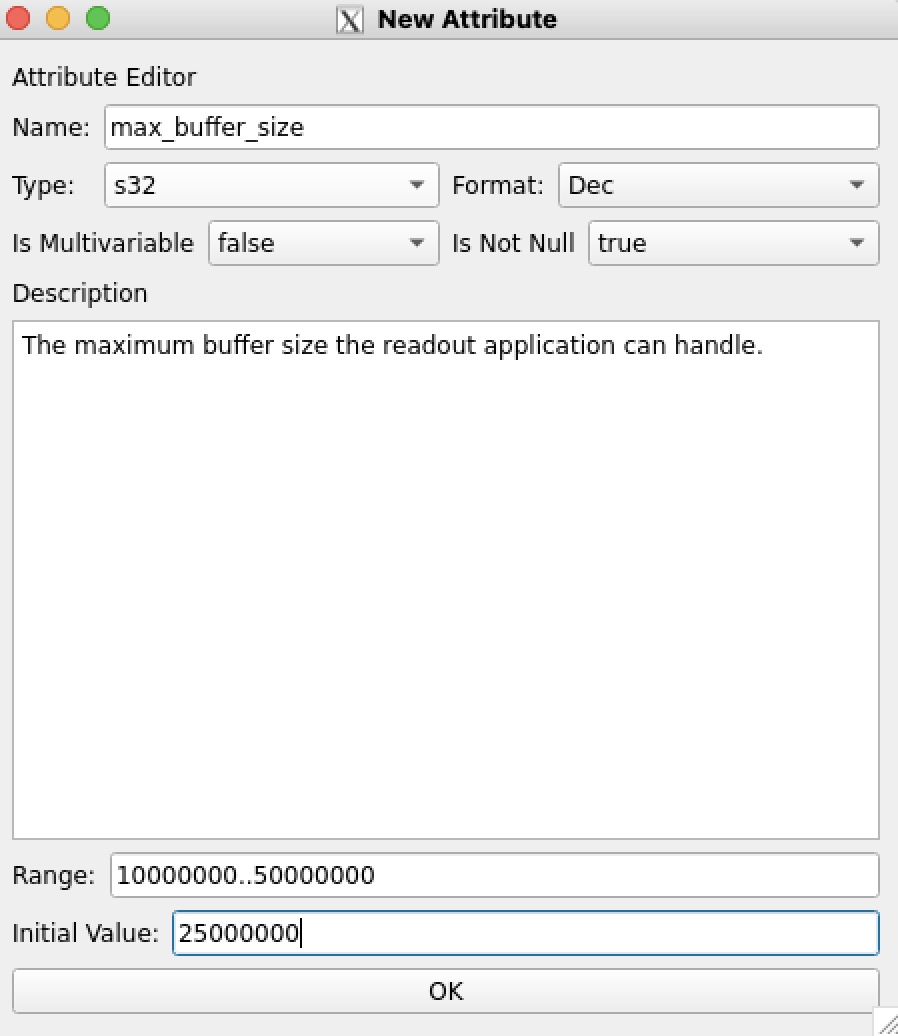 New Attribute
Attribute Editor
Name: max_buffer_size
Type: s32 Format: Dec
Is Multivariable false Is Not Null true
Description
The maximum buffer size the readout application can handle.
Range: 10000000..50000000
Initial Value: 25000000
OK